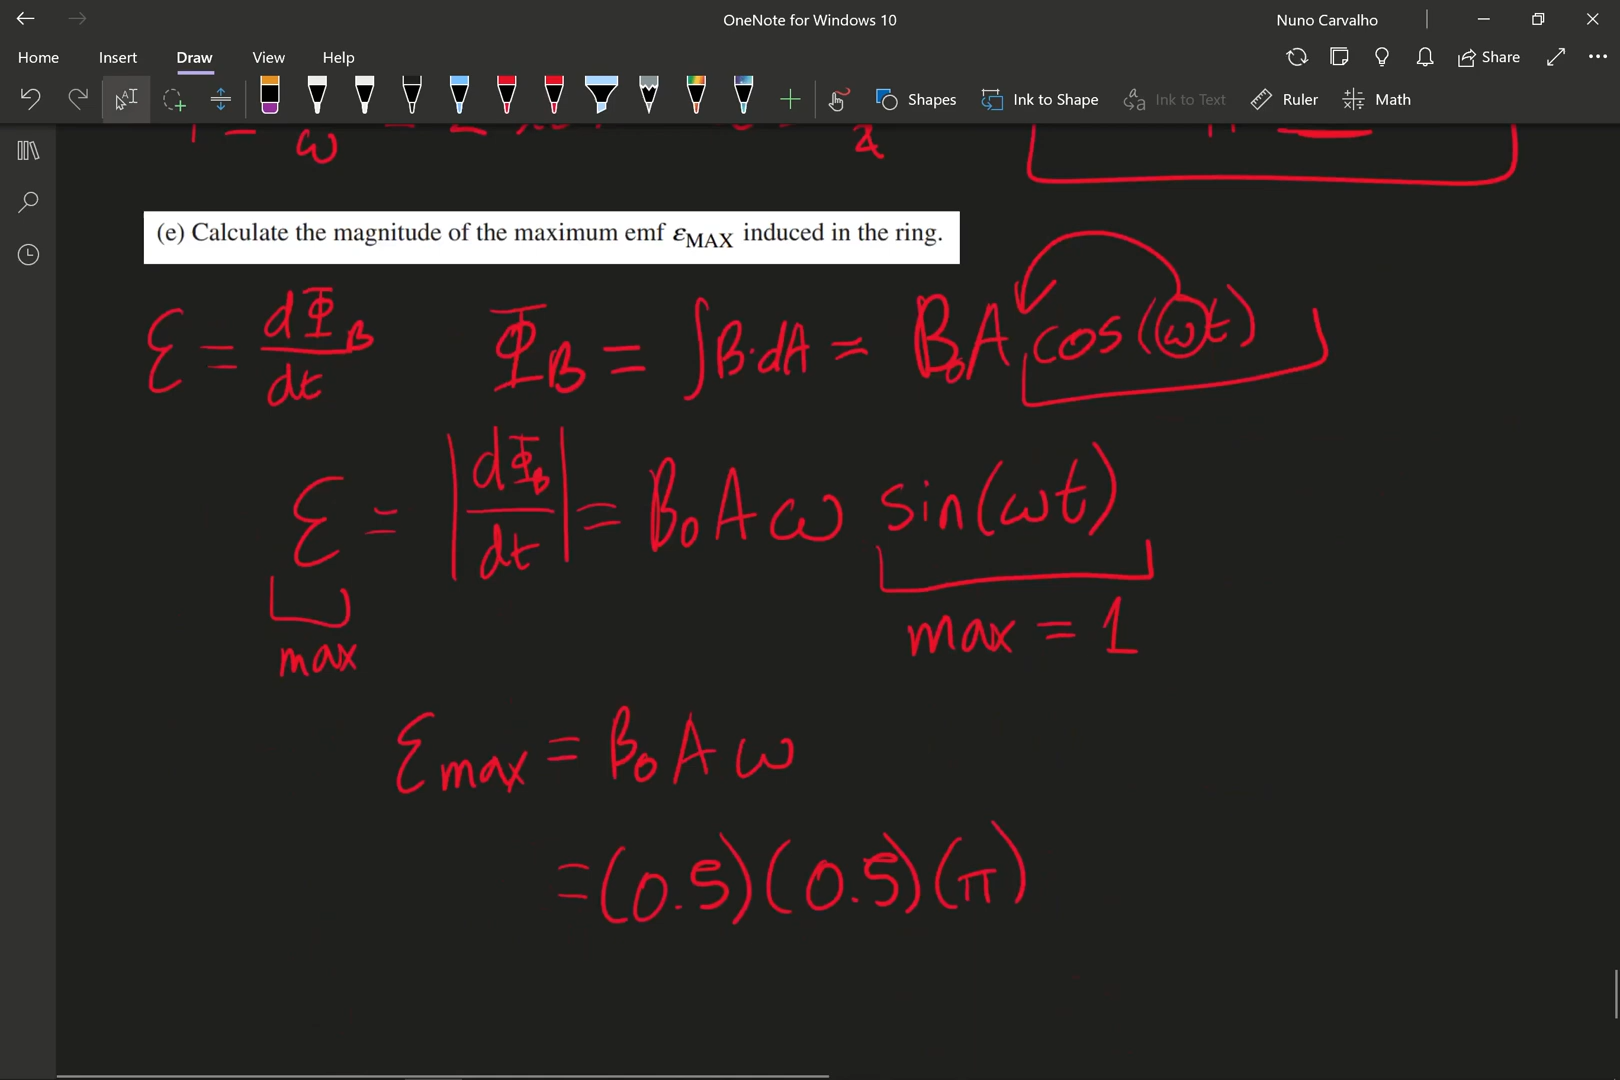 OneNote for Windows 10
Nuno Carvalho
Home Insert Draw View Help
Share
Shapes Ink to Shape Ink to Text Ruler Math
ω
(e) Calculate the magnitude of the maximum emf εMAX induced in the ring.
ℰ = dΦB/dt ΦB = ∫B·dA = B₀A cos(ωt)
ℰ = |dΦB/dt| = B₀Aω sin(ωt)
max
max = 1
ℰmax = B₀Aω
= (0.5)(0.5)(π)